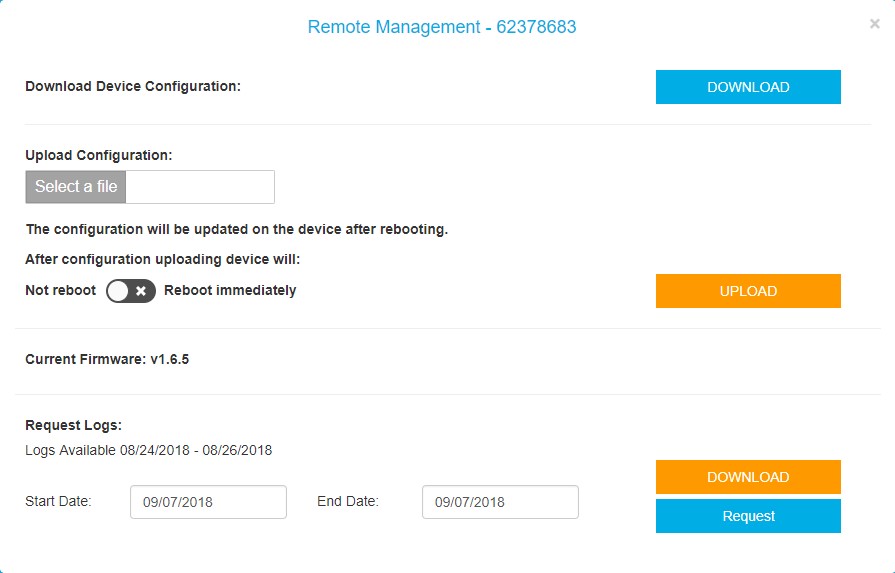 Remote Management - 62378683
×
Download Device Configuration:
DOWNLOAD
Upload Configuration:
Select a file
The configuration will be updated on the device after rebooting.
After configuration uploading device will:
Not reboot
Reboot immediately
UPLOAD
Current Firmware: v1.6.5
Request Logs:
Logs Available 08/24/2018 - 08/26/2018
DOWNLOAD
Start Date:
09/07/2018
End Date:
09/07/2018
Request